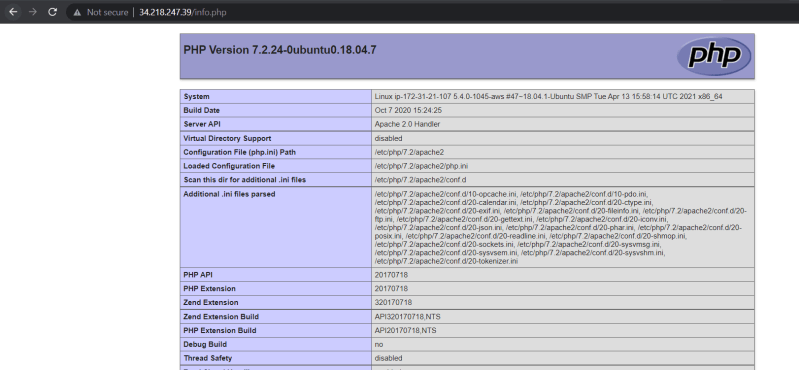 Not secure | 34.218.247.39/info.php
PHP Version 7.2.24-0ubuntu0.18.04.7
php
System Linux ip-172-31-21-107 5.4.0-1045-aws #47~18.04.1-Ubuntu SMP Tue Apr 13 15:58:14 UTC 2021 x86_64
Build Date Oct 7 2020 15:24:25
Server API Apache 2.0 Handler
Virtual Directory Support disabled
Configuration File (php.ini) Path /etc/php/7.2/apache2
Loaded Configuration File /etc/php/7.2/apache2/php.ini
Scan this dir for additional .ini files /etc/php/7.2/apache2/conf.d
Additional .ini files parsed /etc/php/7.2/apache2/conf.d/10-opcache.ini, /etc/php/7.2/apache2/conf.d/10-pdo.ini,
/etc/php/7.2/apache2/conf.d/20-calendar.ini, /etc/php/7.2/apache2/conf.d/20-ctype.ini,
/etc/php/7.2/apache2/conf.d/20-exif.ini, /etc/php/7.2/apache2/conf.d/20-fileinfo.ini, /etc/php/7.2/apache2/conf.d/20-
ftp.ini, /etc/php/7.2/apache2/conf.d/20-gettext.ini, /etc/php/7.2/apache2/conf.d/20-iconv.ini,
/etc/php/7.2/apache2/conf.d/20-json.ini, /etc/php/7.2/apache2/conf.d/20-phar.ini, /etc/php/7.2/apache2/conf.d/20-
posix.ini, /etc/php/7.2/apache2/conf.d/20-readline.ini, /etc/php/7.2/apache2/conf.d/20-shmop.ini,
/etc/php/7.2/apache2/conf.d/20-sockets.ini, /etc/php/7.2/apache2/conf.d/20-sysvmsg.ini,
/etc/php/7.2/apache2/conf.d/20-sysvsem.ini, /etc/php/7.2/apache2/conf.d/20-sysvshm.ini,
/etc/php/7.2/apache2/conf.d/20-tokenizer.ini
PHP API 20170718
PHP Extension 20170718
Zend Extension 320170718
Zend Extension Build API320170718,NTS
PHP Extension Build API20170718,NTS
Debug Build no
Thread Safety disabled